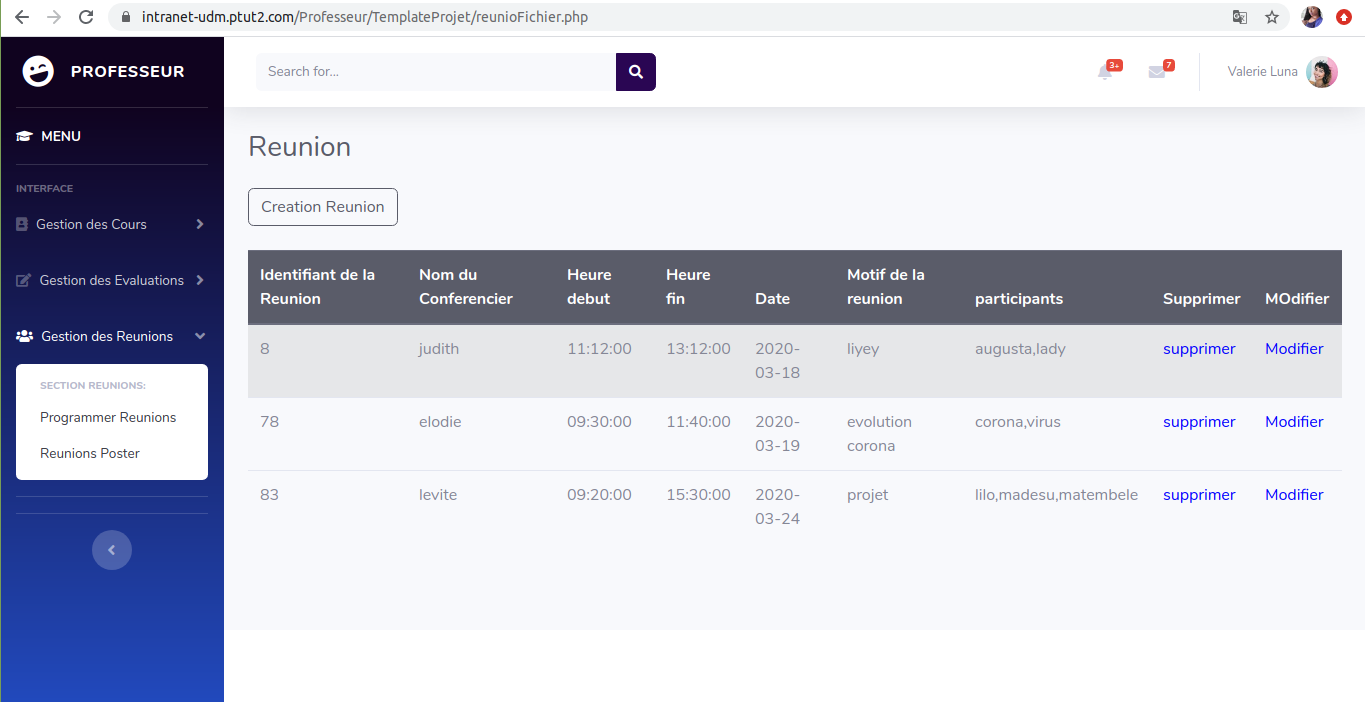 intranet-udm.ptut2.com/Professeur/TemplateProjet/reunioFichier.php
PROFESSEUR
Search for...
3+
7
Valerie Luna
MENU
INTERFACE
Gestion des Cours
Gestion des Evaluations
Gestion des Reunions
SECTION REUNIONS:
Programmer Reunions
Reunions Poster
Reunion
Creation Reunion
Identifiant de la Reunion Nom du Conferencier Heure debut Heure fin Date Motif de la reunion participants Supprimer MOdifier
8 judith 11:12:00 13:12:00 2020-03-18 liyey augusta,lady supprimer Modifier
78 elodie 09:30:00 11:40:00 2020-03-19 evolution corona corona,virus supprimer Modifier
83 levite 09:20:00 15:30:00 2020-03-24 projet lilo,madesu,matembele supprimer Modifier